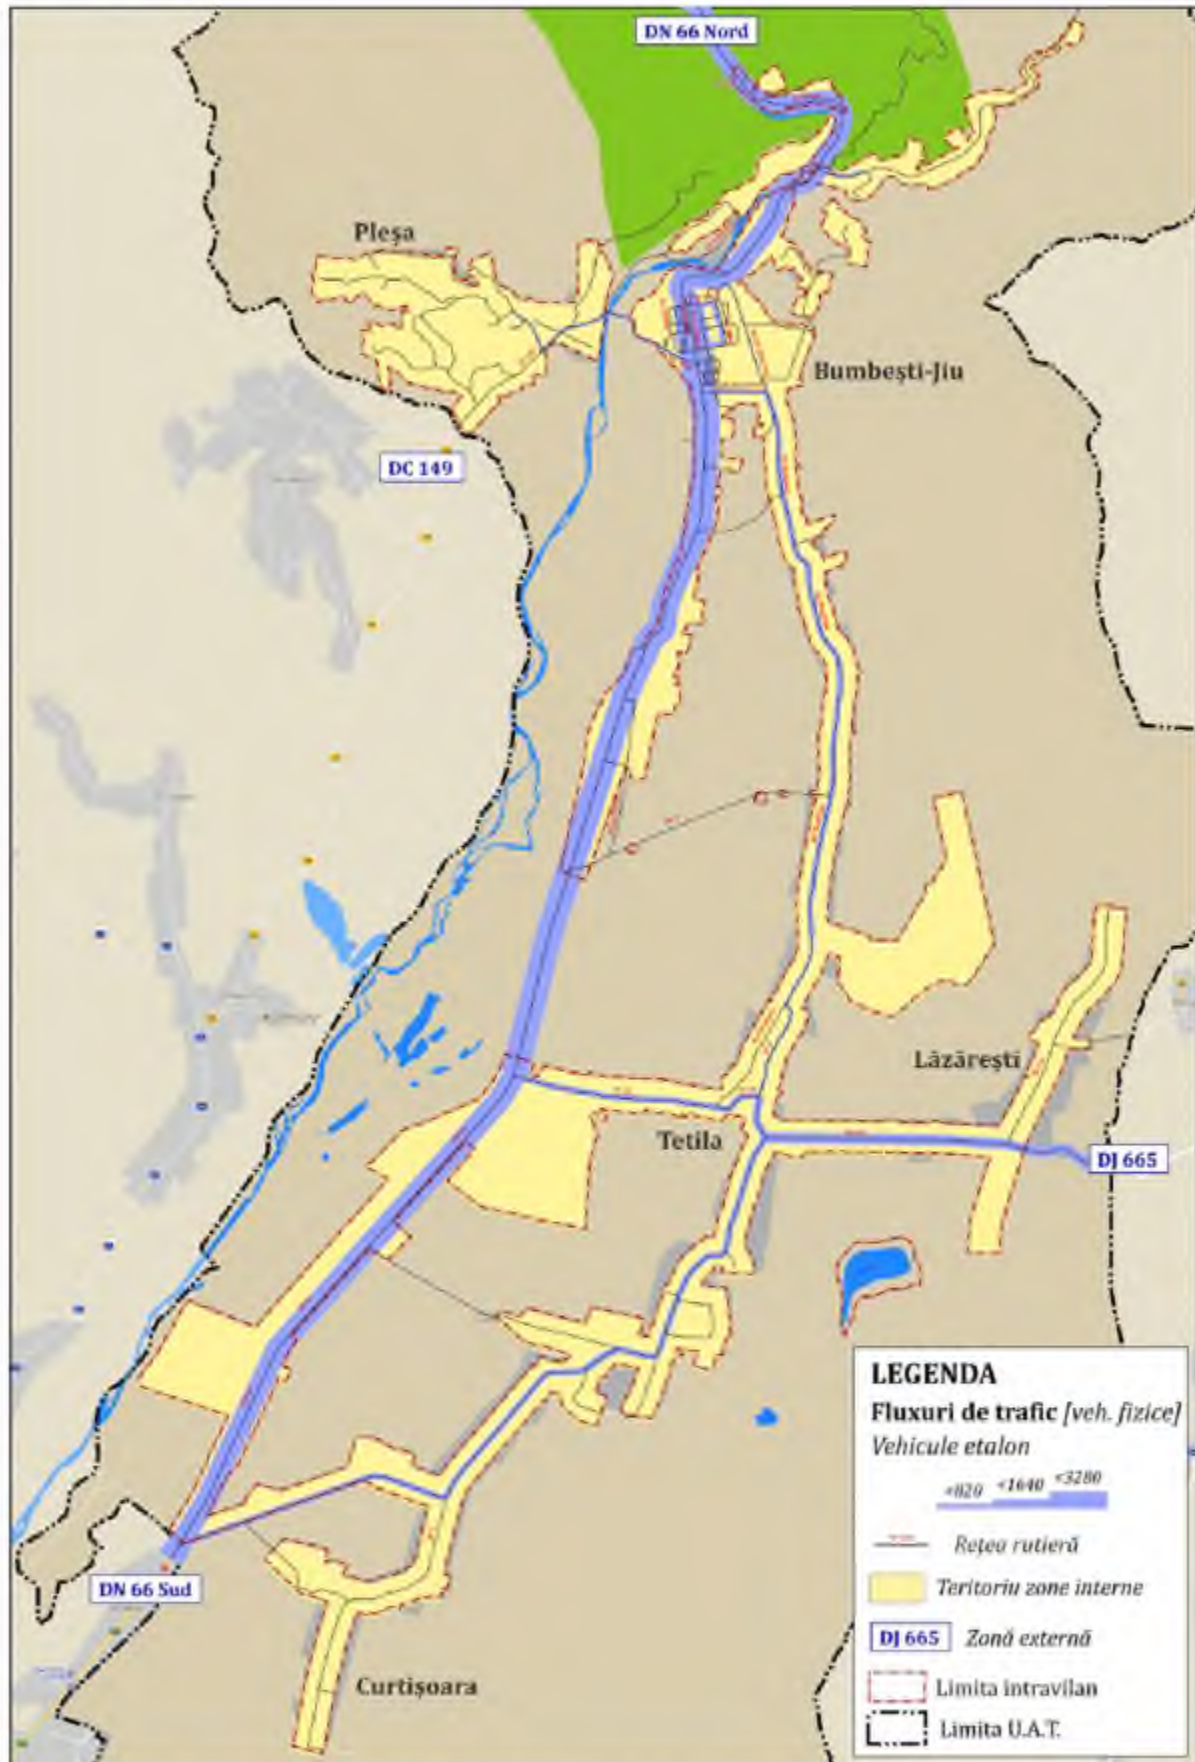 DN 66 Nord
Pleşa
Bumbeşti-Jiu
DC 149
Lăzăreşti
Tetila
DJ 665
DN 66 Sud
Curtişoara
LEGENDA
Fluxuri de trafic [veh. fizice]
Vehicule etalon
<820 <1640 <3280
Reţea rutieră
Teritoriu zone interne
DJ 665 Zonă externă
Limita intravilan
Limita U.A.T.